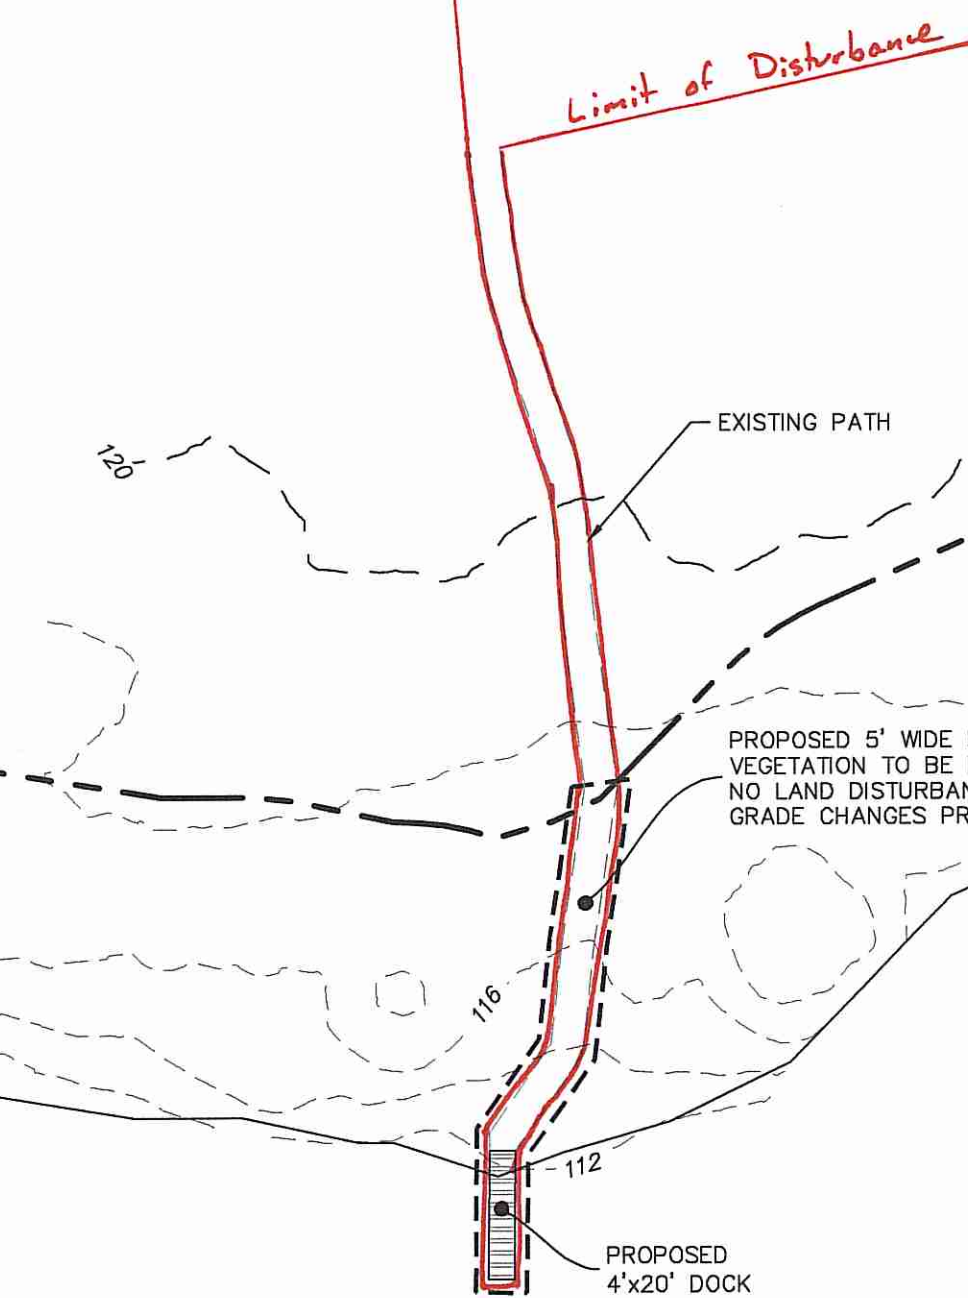 Limit of Disturbance
EXISTING PATH
120
PROPOSED 5' WIDE
VEGETATION TO BE
NO LAND DISTURBAN
GRADE CHANGES PR
116
112
PROPOSED
4'x20' DOCK